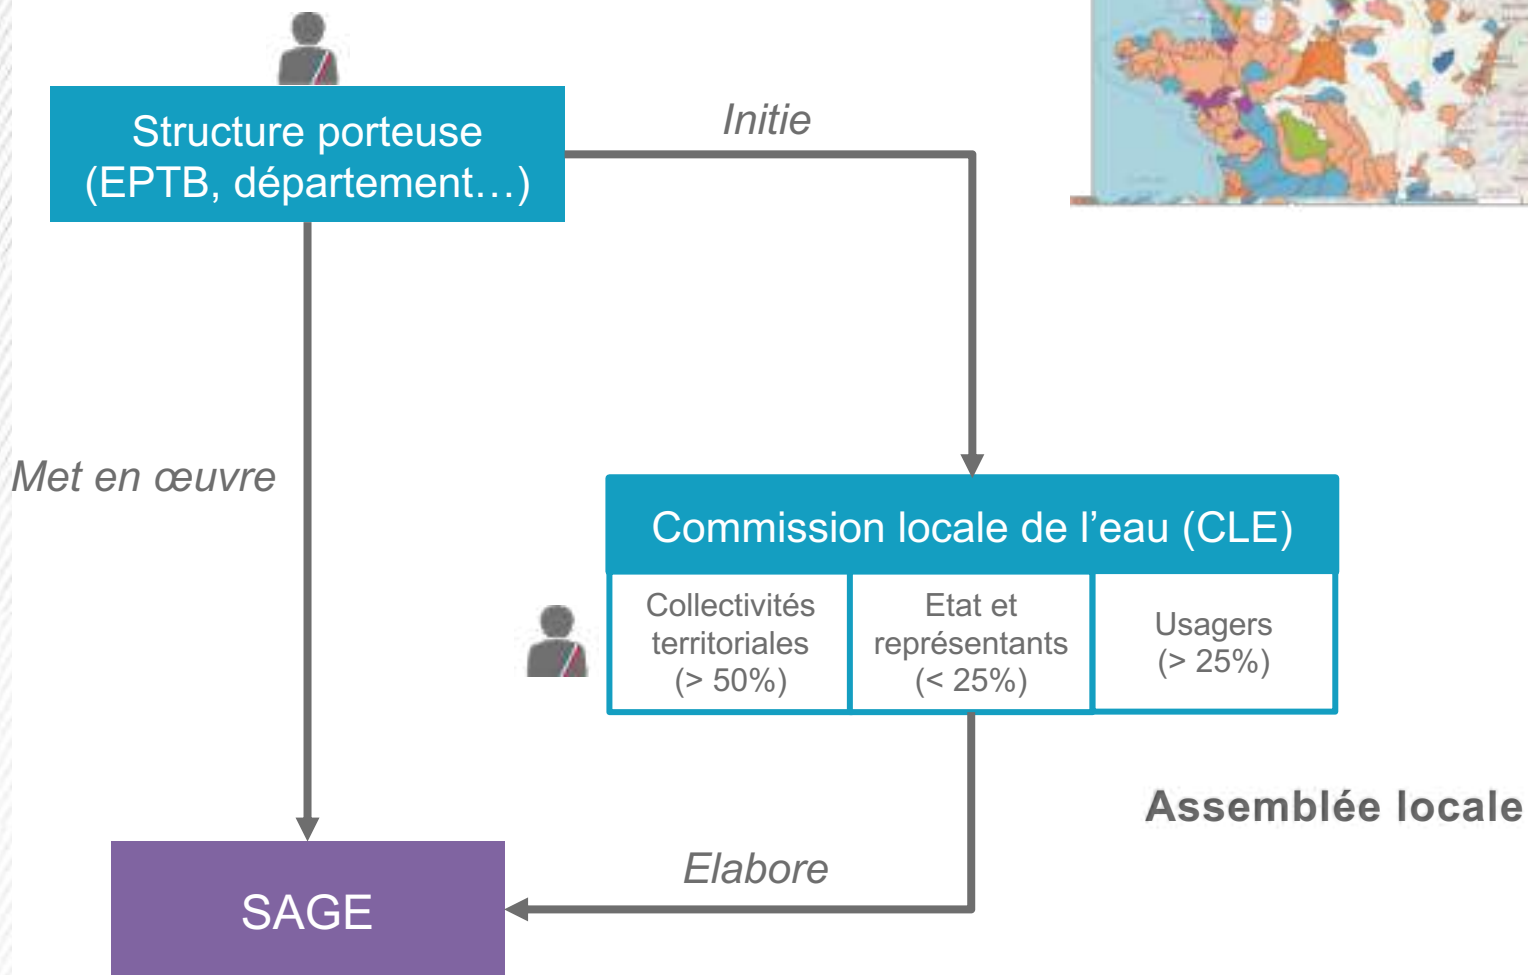 Structure porteuse
(EPTB, département…)
Initie
Met en œuvre
Commission locale de l’eau (CLE)
Collectivités
territoriales
(> 50%)
Etat et
représentants
(< 25%)
Usagers
(> 25%)
Assemblée locale
Elabore
SAGE